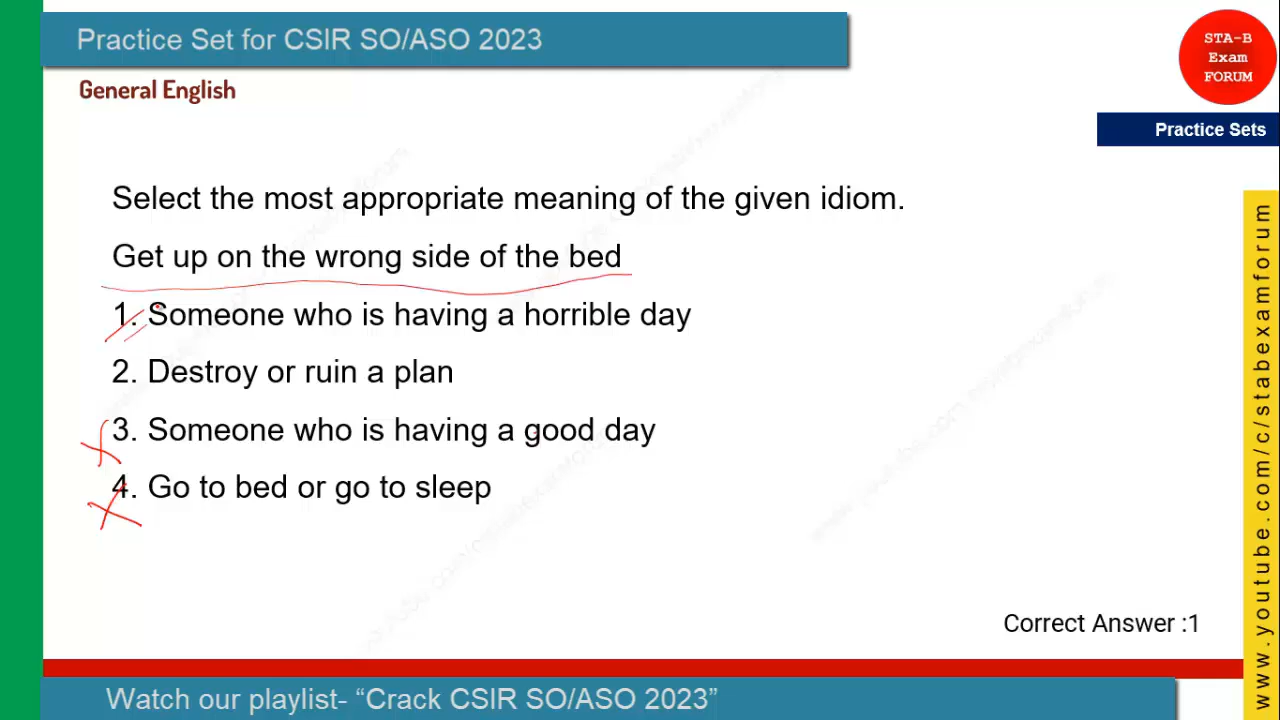 Practice Set for CSIR SO/ASO 2023
STA-B
Exam
FORUM
General English
Practice Sets
Select the most appropriate meaning of the given idiom.
Get up on the wrong side of the bed
1. Someone who is having a horrible day
2. Destroy or ruin a plan
3. Someone who is having a good day
4. Go to bed or go to sleep
Correct Answer :1
Watch our playlist- “Crack CSIR SO/ASO 2023”
www.youtube.com/c/stabexamforum